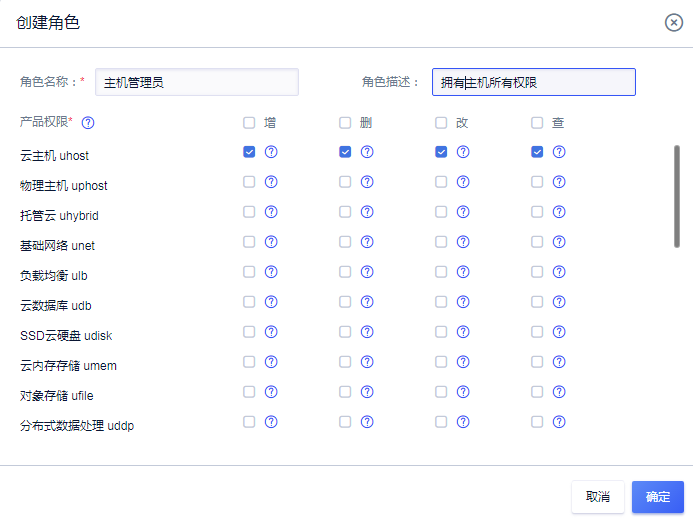 创建角色
角色名称：* 主机管理员 角色描述： 拥有主机所有权限
产品权限* 增 删 改 查
云主机 uhost
物理主机 uphost
托管云 uhybrid
基础网络 unet
负载均衡 ulb
云数据库 udb
SSD云硬盘 udisk
云内存存储 umem
对象存储 ufile
分布式数据处理 uddp
取消 确定